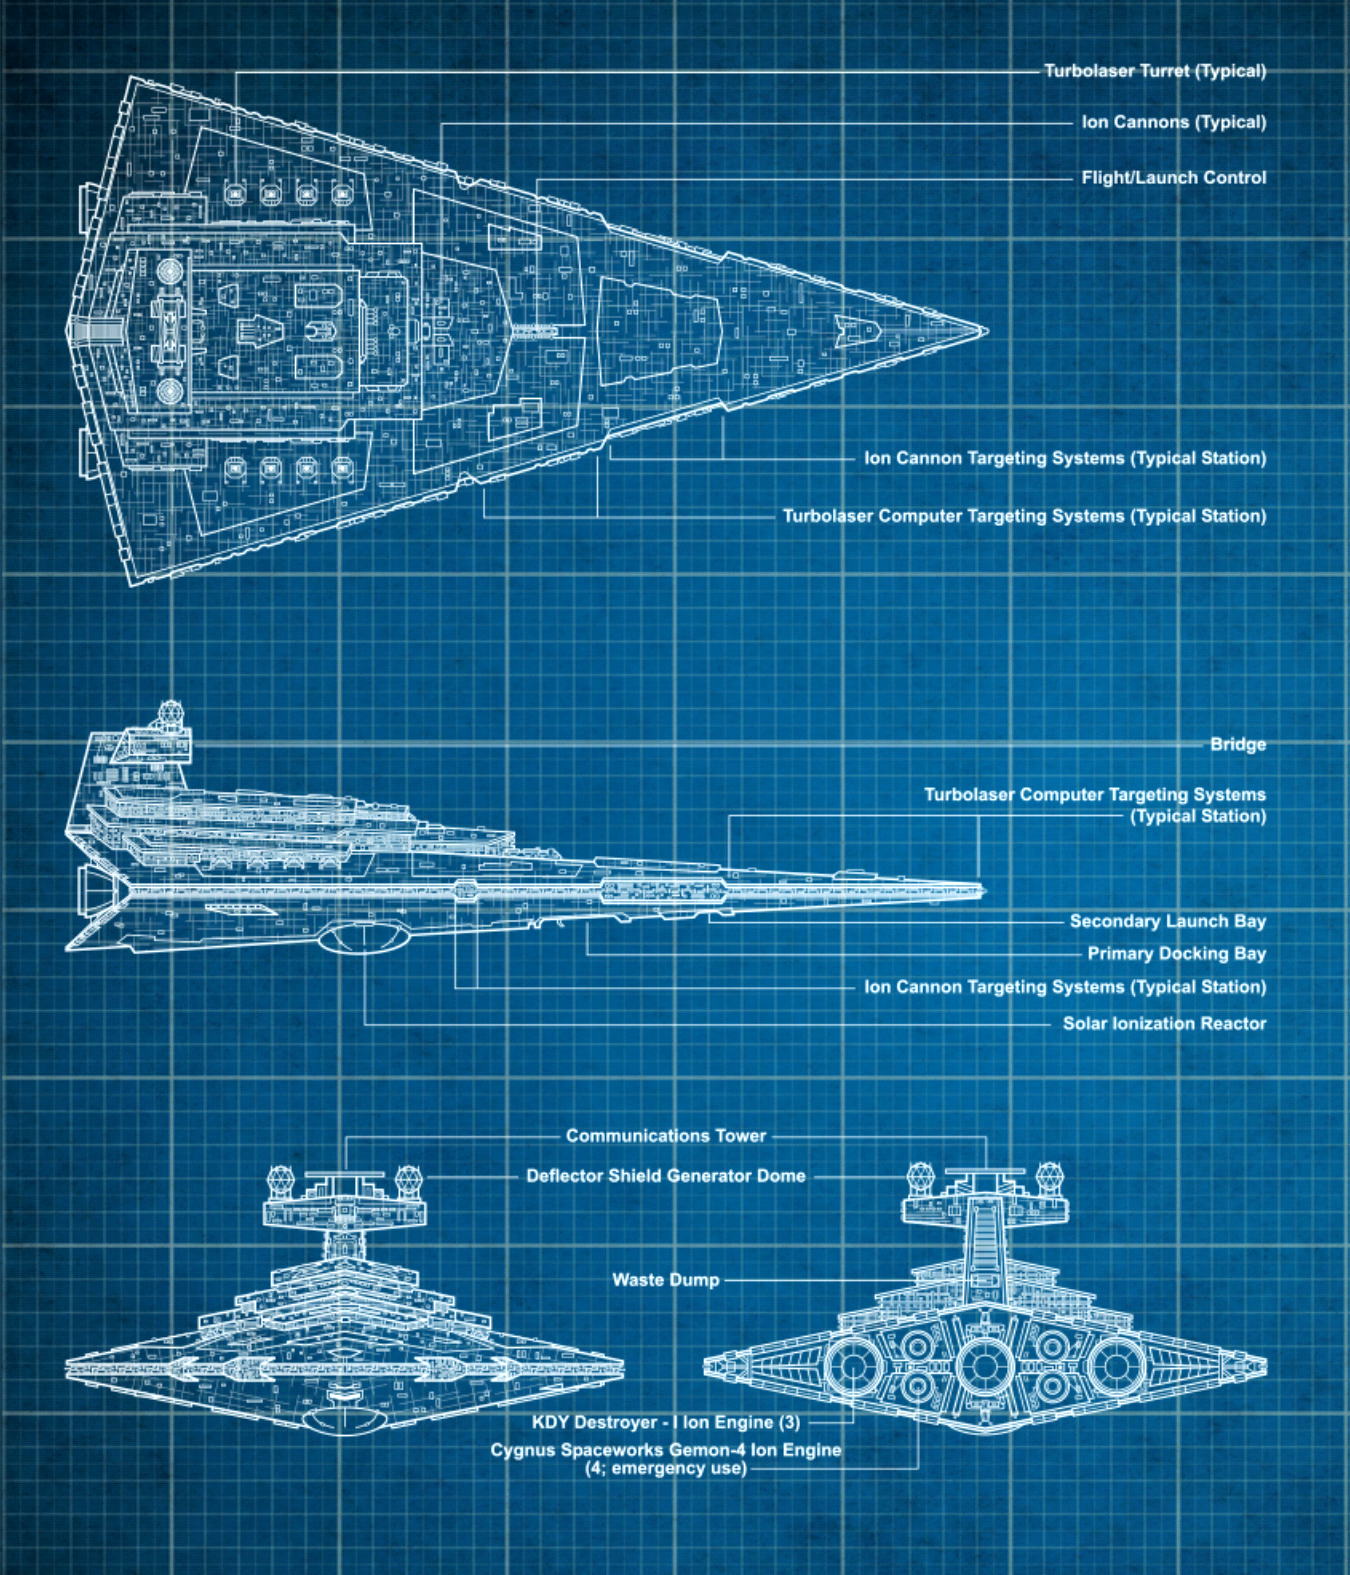 Turbolaser Turret (Typical)
Ion Cannons (Typical)
Flight/Launch Control
Ion Cannon Targeting Systems (Typical Station)
Turbolaser Computer Targeting Systems (Typical Station)
Bridge
Turbolaser Computer Targeting Systems
(Typical Station)
Secondary Launch Bay
Primary Docking Bay
Ion Cannon Targeting Systems (Typical Station)
Solar Ionization Reactor
Communications Tower
Deflector Shield Generator Dome
Waste Dump
KDY Destroyer - I Ion Engine (3)
Cygnus Spaceworks Gemon-4 Ion Engine
(4; emergency use)